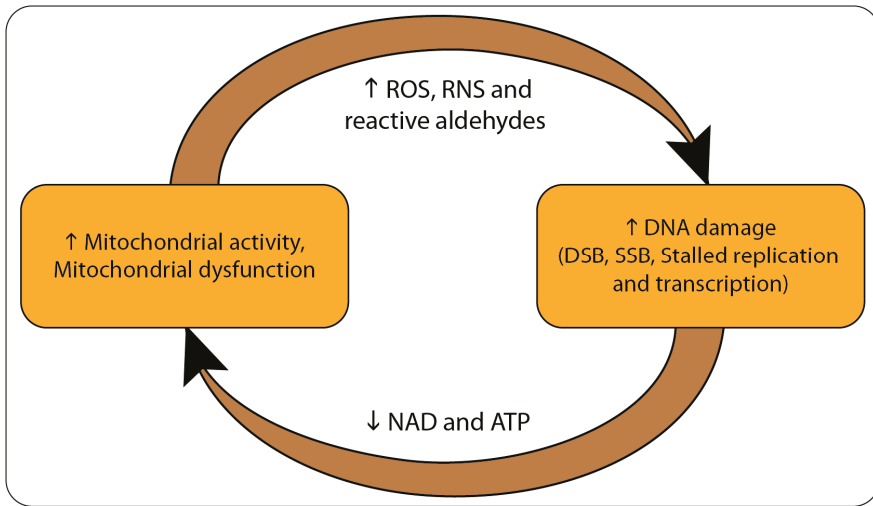 ↑ ROS, RNS and
reactive aldehydes
↑ Mitochondrial activity,
Mitochondrial dysfunction
↑ DNA damage
(DSB, SSB, Stalled replication
and transcription)
↓ NAD and ATP